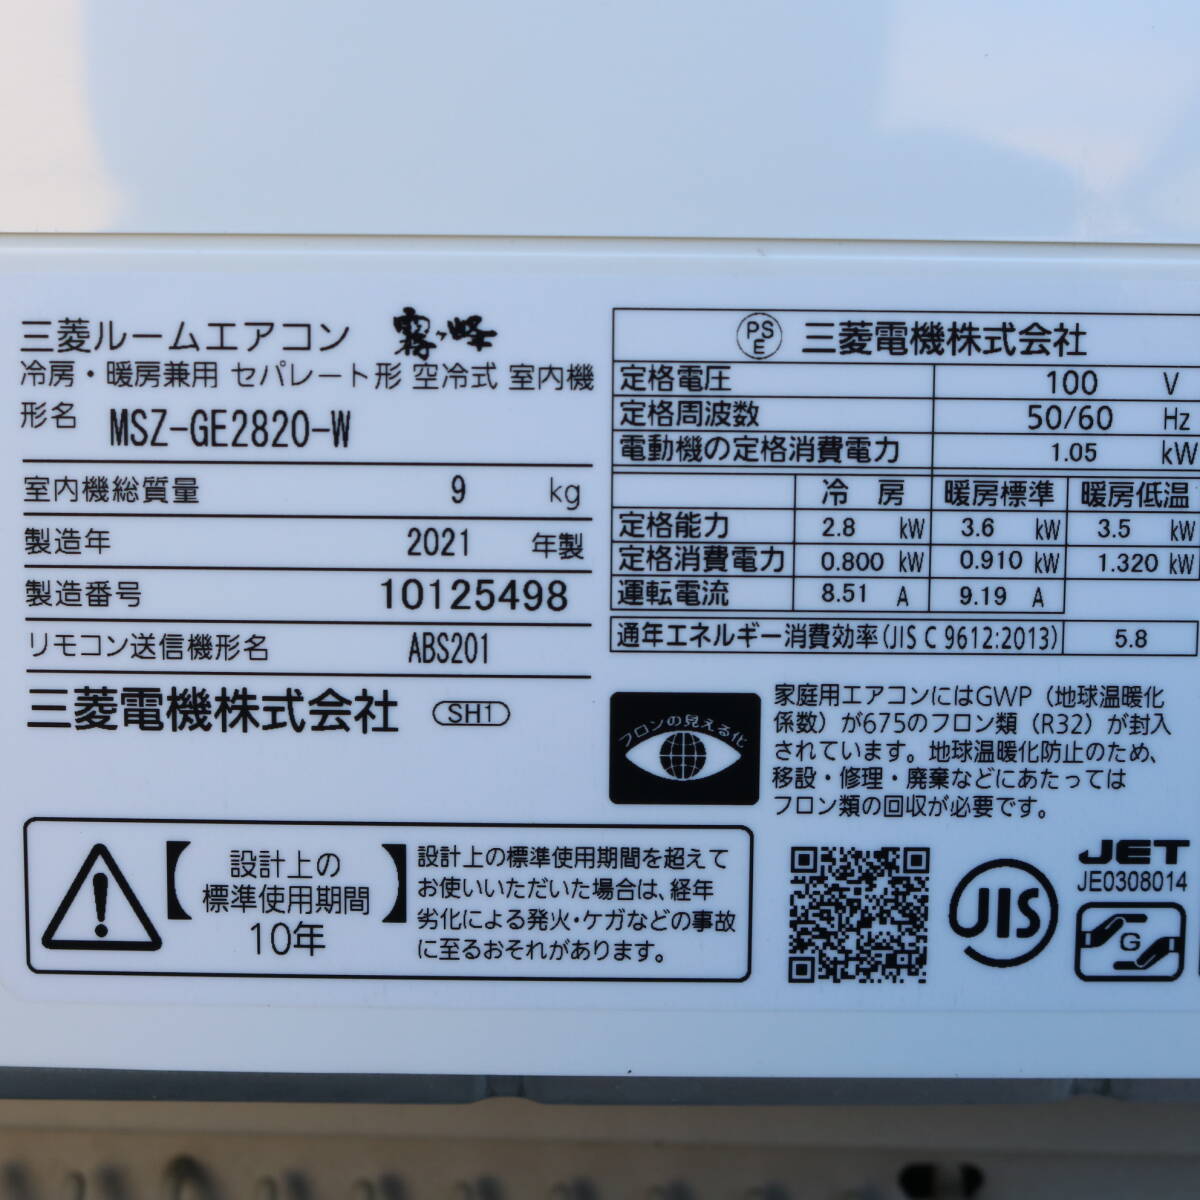 三菱ルームエアコン 霧ヶ峰
冷房・暖房兼用 セパレート形 空冷式 室内機
形名 MSZ-GE2820-W
室内機総質量 9 kg
製造年 2021 年製
製造番号 10125498
リモコン送信機形名 ABS201
三菱電機株式会社 SH1
設計上の
標準使用期間
10年
設計上の標準使用期間を超えて
お使いいただいた場合は、経年
劣化による発火・ケガなどの事故
に至るおそれがあります。
PS
E
三菱電機株式会社
定格電圧 100 V
定格周波数 50/60 Hz
電動機の定格消費電力 1.05 kW
冷 房 暖房標準 暖房低温
定格能力 2.8 kW 3.6 kW 3.5 kW
定格消費電力 0.800 kW 0.910 kW 1.320 kW
運転電流 8.51 A 9.19 A
通年エネルギー消費効率(JIS C 9612:2013) 5.8
フロンの見える化
家庭用エアコンにはGWP（地球温暖化
係数）が675のフロン類（R32）が封入
されています。地球温暖化防止のため、
移設・修理・廃棄などにあたっては
フロン類の回収が必要です。
JIS
JET
JE0308014
G